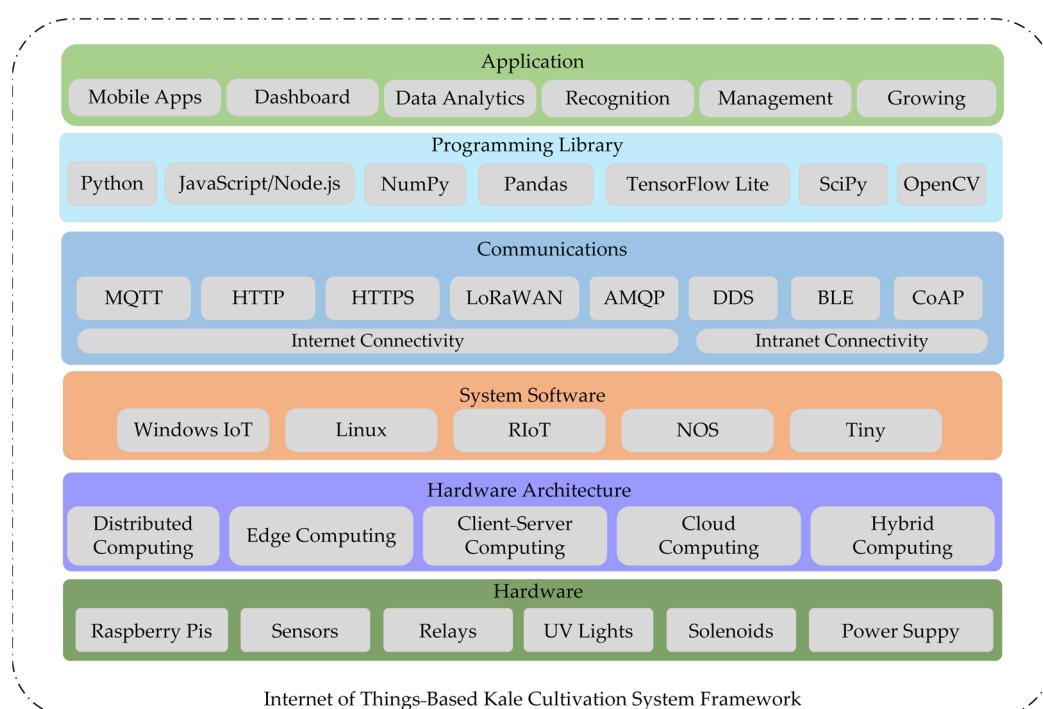 Application
Mobile Apps
Dashboard
Data Analytics
Recognition
Management
Growing
Programming Library
Python
JavaScript/Node.js
NumPy
Pandas
TensorFlow Lite
SciPy
OpenCV
Communications
MQTT
HTTP
HTTPS
LoRaWAN
AMQP
DDS
BLE
CoAP
Internet Connectivity
Intranet Connectivity
System Software
Windows IoT
Linux
RIoT
NOS
Tiny
Hardware Architecture
Distributed
Computing
Edge Computing
Client-Server
Computing
Cloud
Computing
Hybrid
Computing
Hardware
Raspberry Pis
Sensors
Relays
UV Lights
Solenoids
Power Suppy
Internet of Things-Based Kale Cultivation System Framework